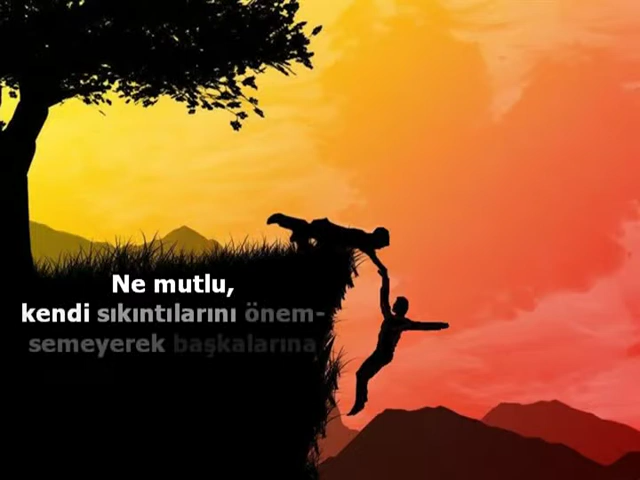 Ne mutlu,
kendi sıkıntılarını önem-
semeyerek başkalarına